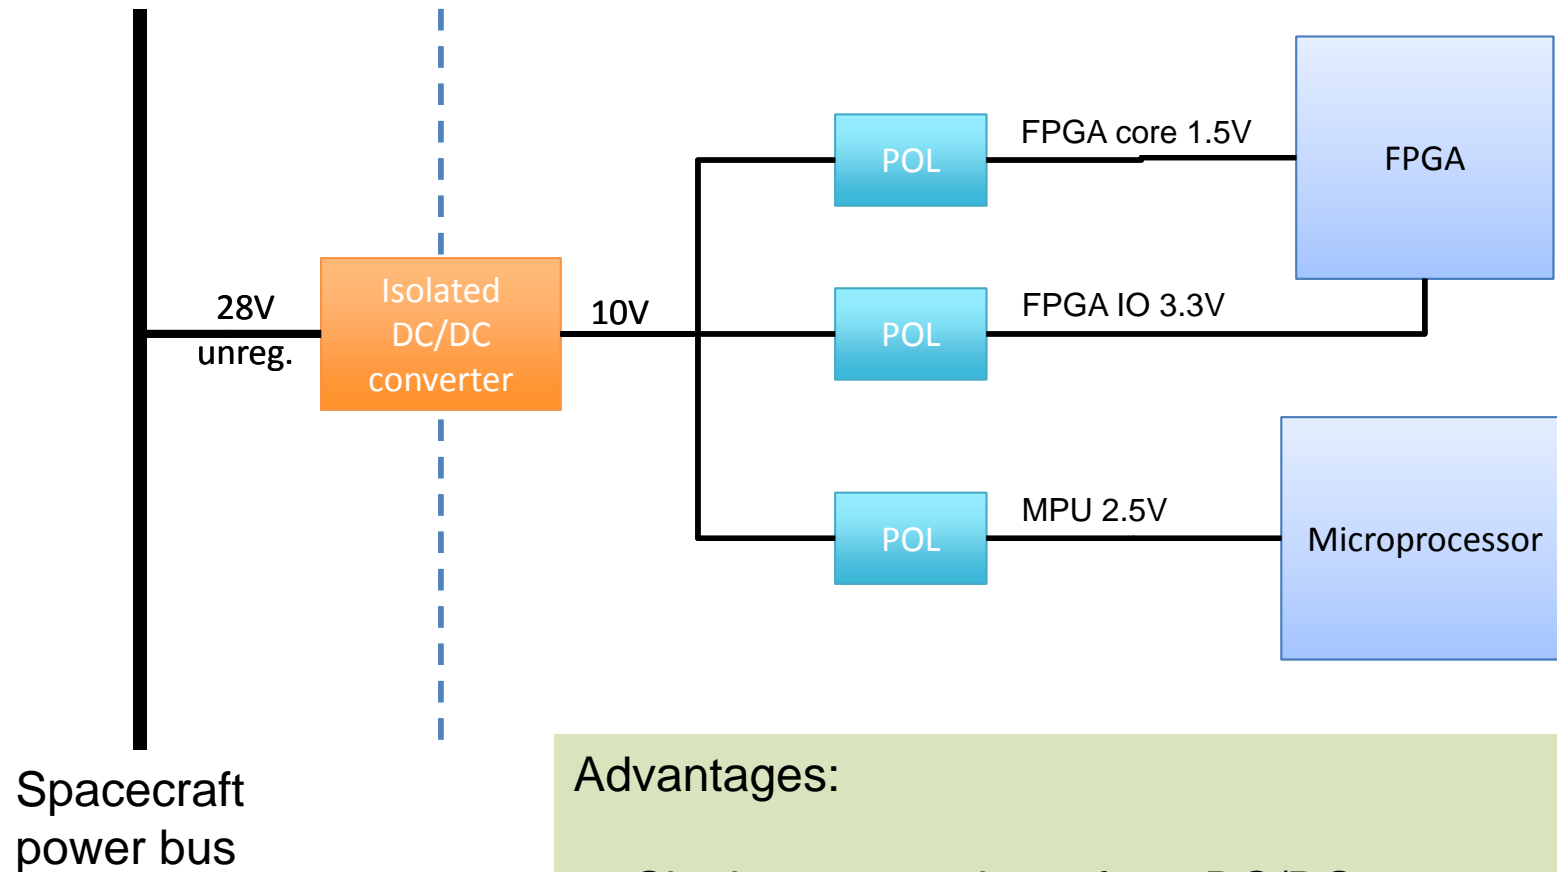 POL
FPGA core 1.5V
FPGA
28V
unreg.
Isolated
DC/DC
converter
10V
POL
FPGA IO 3.3V
POL
MPU 2.5V
Microprocessor
Spacecraft
power bus
Advantages: